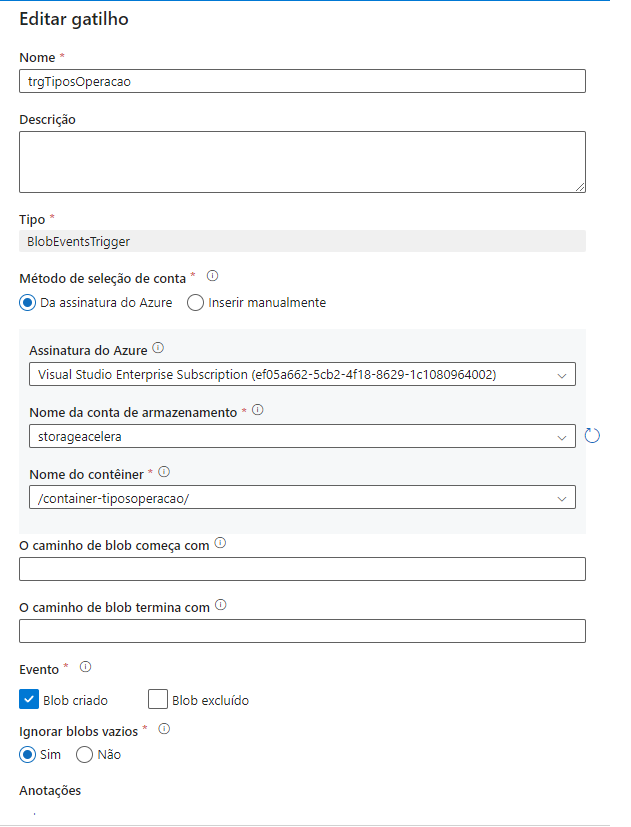 Editar gatilho
Nome *
trgTiposOperacao
Descrição
Tipo *
BlobEventsTrigger
Método de seleção de conta *
Da assinatura do Azure Inserir manualmente
Assinatura do Azure
Visual Studio Enterprise Subscription (ef05a662-5cb2-4f18-8629-1c1080964002)
Nome da conta de armazenamento *
storageacelera
Nome do contêiner *
/container-tiposoperacao/
O caminho de blob começa com
O caminho de blob termina com
Evento *
Blob criado Blob excluído
Ignorar blobs vazios *
Sim Não
Anotações